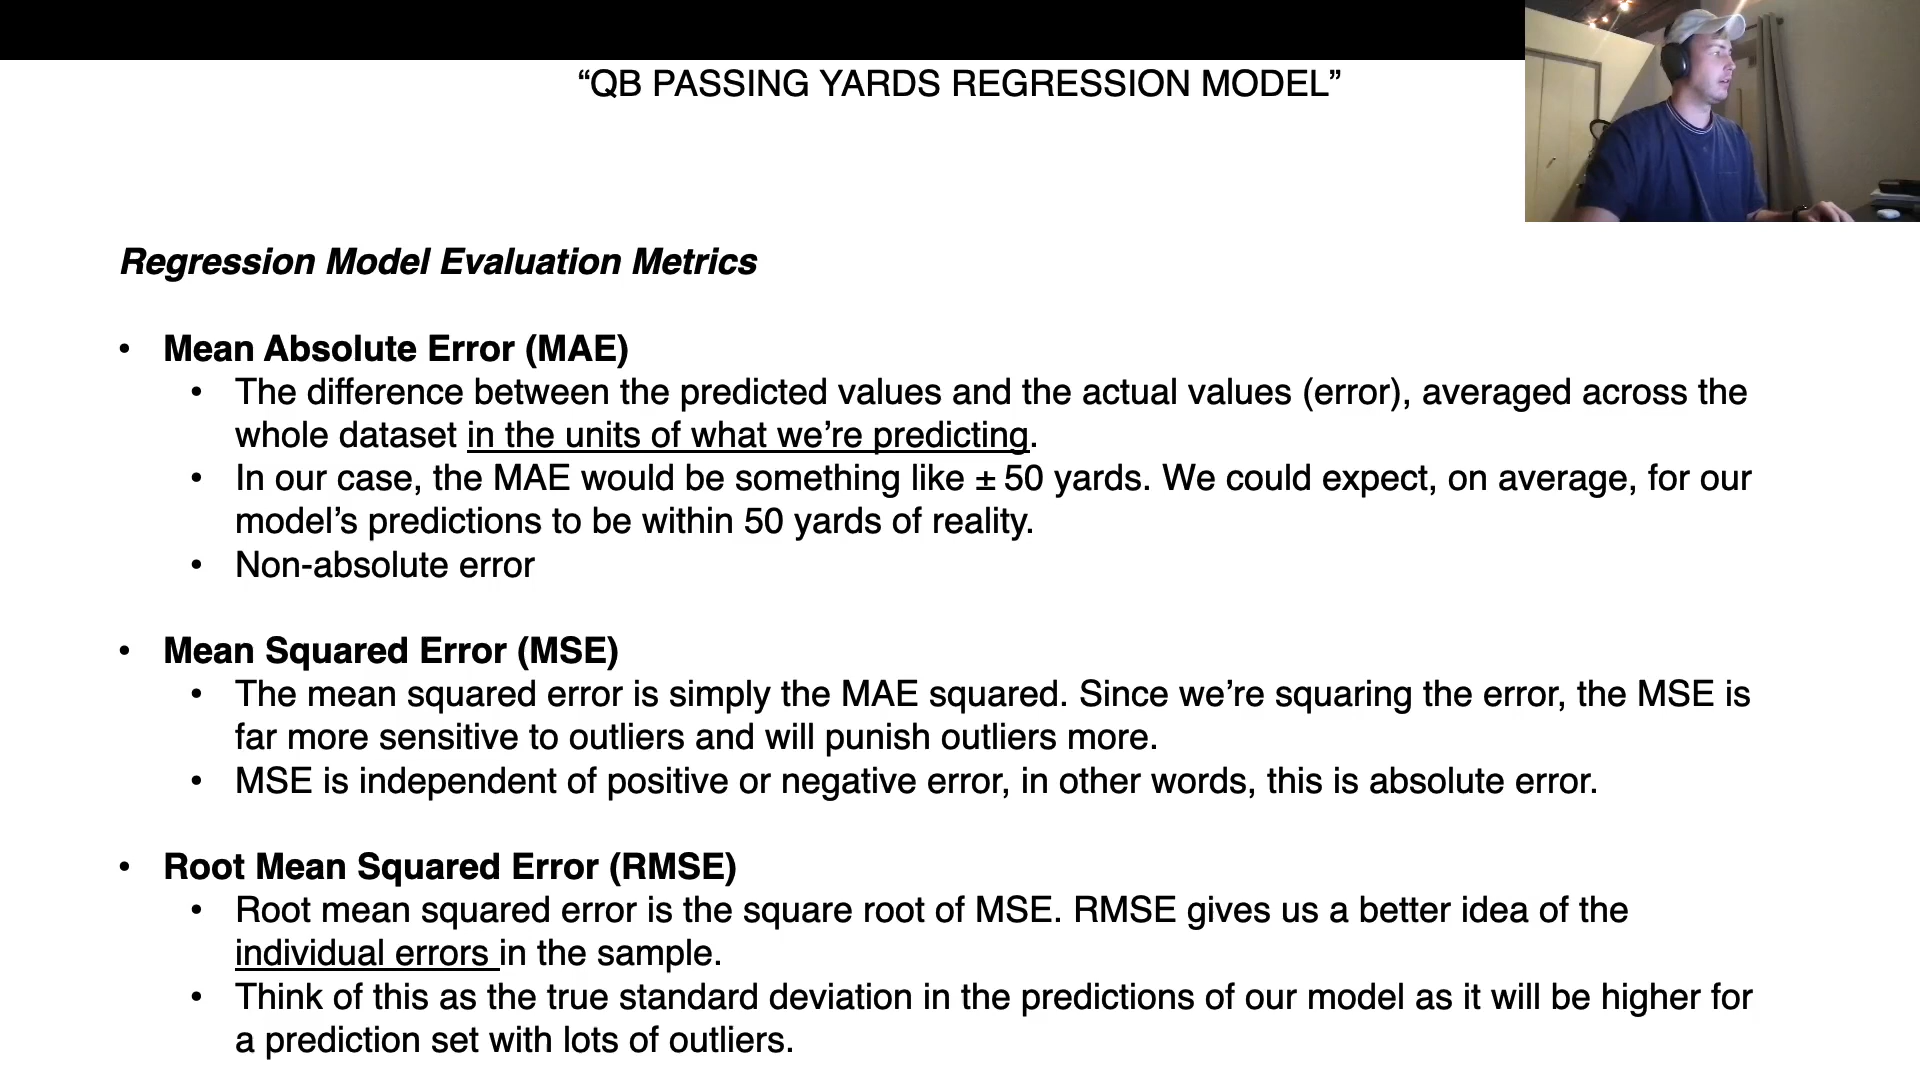 “QB PASSING YARDS REGRESSION MODEL”
Regression Model Evaluation Metrics
• Mean Absolute Error (MAE)
• The difference between the predicted values and the actual values (error), averaged across the
whole dataset in the units of what we’re predicting.
• In our case, the MAE would be something like ± 50 yards. We could expect, on average, for our
model’s predictions to be within 50 yards of reality.
• Non-absolute error
• Mean Squared Error (MSE)
• The mean squared error is simply the MAE squared. Since we’re squaring the error, the MSE is
far more sensitive to outliers and will punish outliers more.
• MSE is independent of positive or negative error, in other words, this is absolute error.
• Root Mean Squared Error (RMSE)
• Root mean squared error is the square root of MSE. RMSE gives us a better idea of the
individual errors in the sample.
• Think of this as the true standard deviation in the predictions of our model as it will be higher for
a prediction set with lots of outliers.